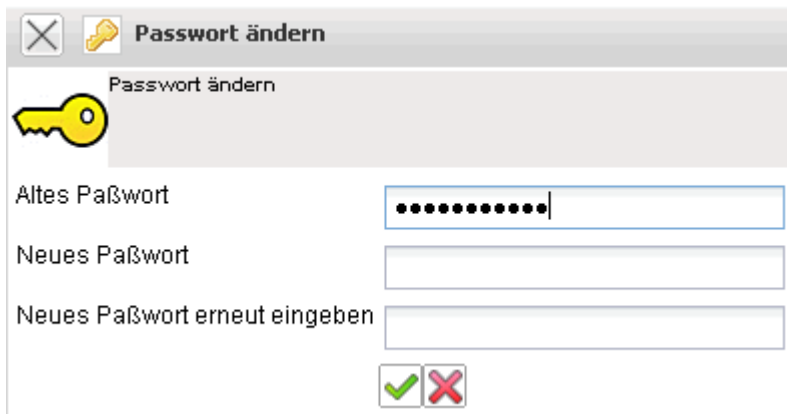 Passwort ändern
Passwort ändern
Altes Paßwort
●●●●●●●●●●●
Neues Paßwort
Neues Paßwort erneut eingeben